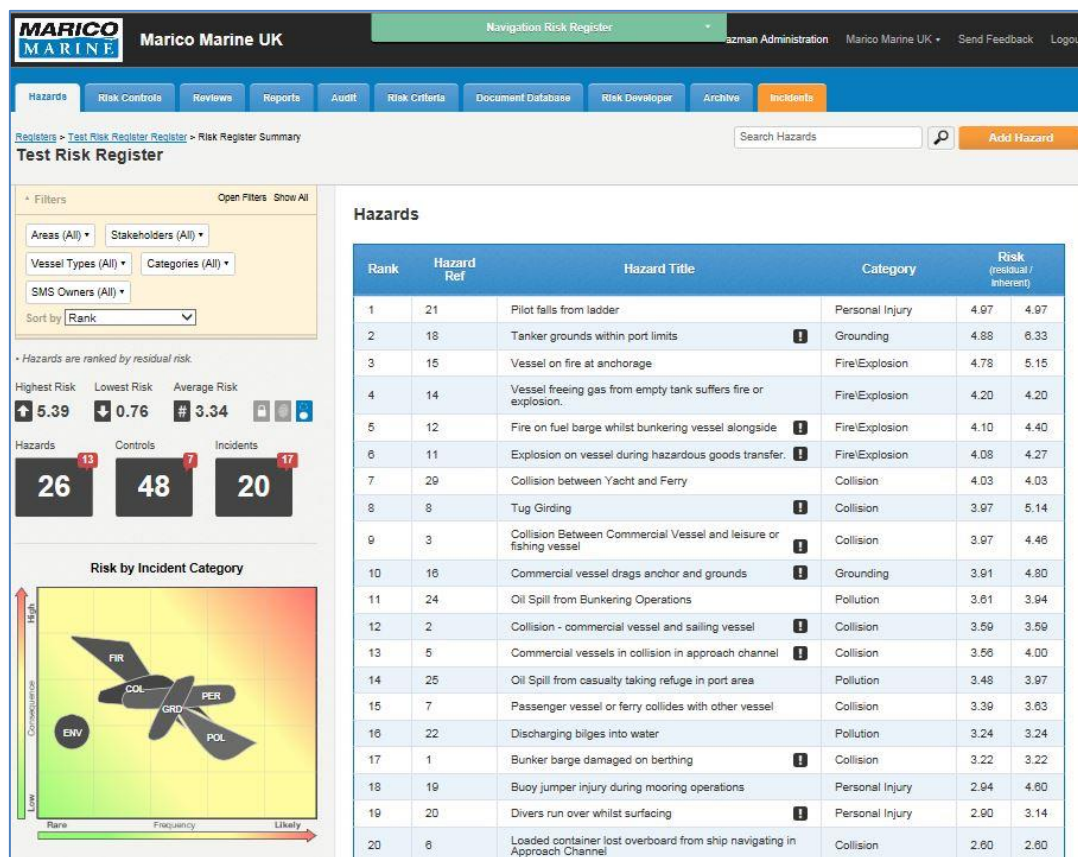 MARICO
MARINE
Marico Marine UK
Navigation Risk Register
azman Administration
Marico Marine UK
Send Feedback
Logou
Hazards
Risk Controls
Reviews
Reports
Audit
Risk Criteria
Document Database
Risk Developer
Archive
Incidents
Registers > Test Risk Register Register > Risk Register Summary
Test Risk Register
Search Hazards
Add Hazard
Filters
Open Filters Show All
Areas (All)
Stakeholders (All)
Vessel Types (All)
Categories (All)
SMS Owners (All)
Sort by Rank
• Hazards are ranked by residual risk.
Highest Risk Lowest Risk Average Risk
5.39 0.76 # 3.34
Hazards Controls Incidents
13 7 17
26 48 20
Risk by Incident Category
High
Consequence
Low
FIR
COL
PER
GRD
ENV
POL
Rare Frequency Likely
Hazards
Rank Hazard Ref Hazard Title Category Risk (residual / inherent)
1 21 Pilot falls from ladder Personal Injury 4.97 4.97
2 18 Tanker grounds within port limits ! Grounding 4.88 6.33
3 15 Vessel on fire at anchorage Fire\Explosion 4.78 5.15
4 14 Vessel freeing gas from empty tank suffers fire or explosion. Fire\Explosion 4.20 4.20
5 12 Fire on fuel barge whilst bunkering vessel alongside ! Fire\Explosion 4.10 4.40
6 11 Explosion on vessel during hazardous goods transfer. ! Fire\Explosion 4.08 4.27
7 29 Collision between Yacht and Ferry Collision 4.03 4.03
8 8 Tug Girding ! Collision 3.97 5.14
9 3 Collision Between Commercial Vessel and leisure or fishing vessel ! Collision 3.97 4.46
10 16 Commercial vessel drags anchor and grounds ! Grounding 3.91 4.80
11 24 Oil Spill from Bunkering Operations Pollution 3.61 3.94
12 2 Collision - commercial vessel and sailing vessel ! Collision 3.59 3.59
13 5 Commercial vessels in collision in approach channel ! Collision 3.56 4.00
14 25 Oil Spill from casualty taking refuge in port area Pollution 3.48 3.97
15 7 Passenger vessel or ferry collides with other vessel Collision 3.39 3.63
16 22 Discharging bilges into water Pollution 3.24 3.24
17 1 Bunker barge damaged on berthing ! Collision 3.22 3.22
18 19 Buoy jumper injury during mooring operations Personal Injury 2.94 4.60
19 20 Divers run over whilst surfacing ! Personal Injury 2.90 3.14
20 6 Loaded container lost overboard from ship navigating in Approach Channel Collision 2.60 2.60